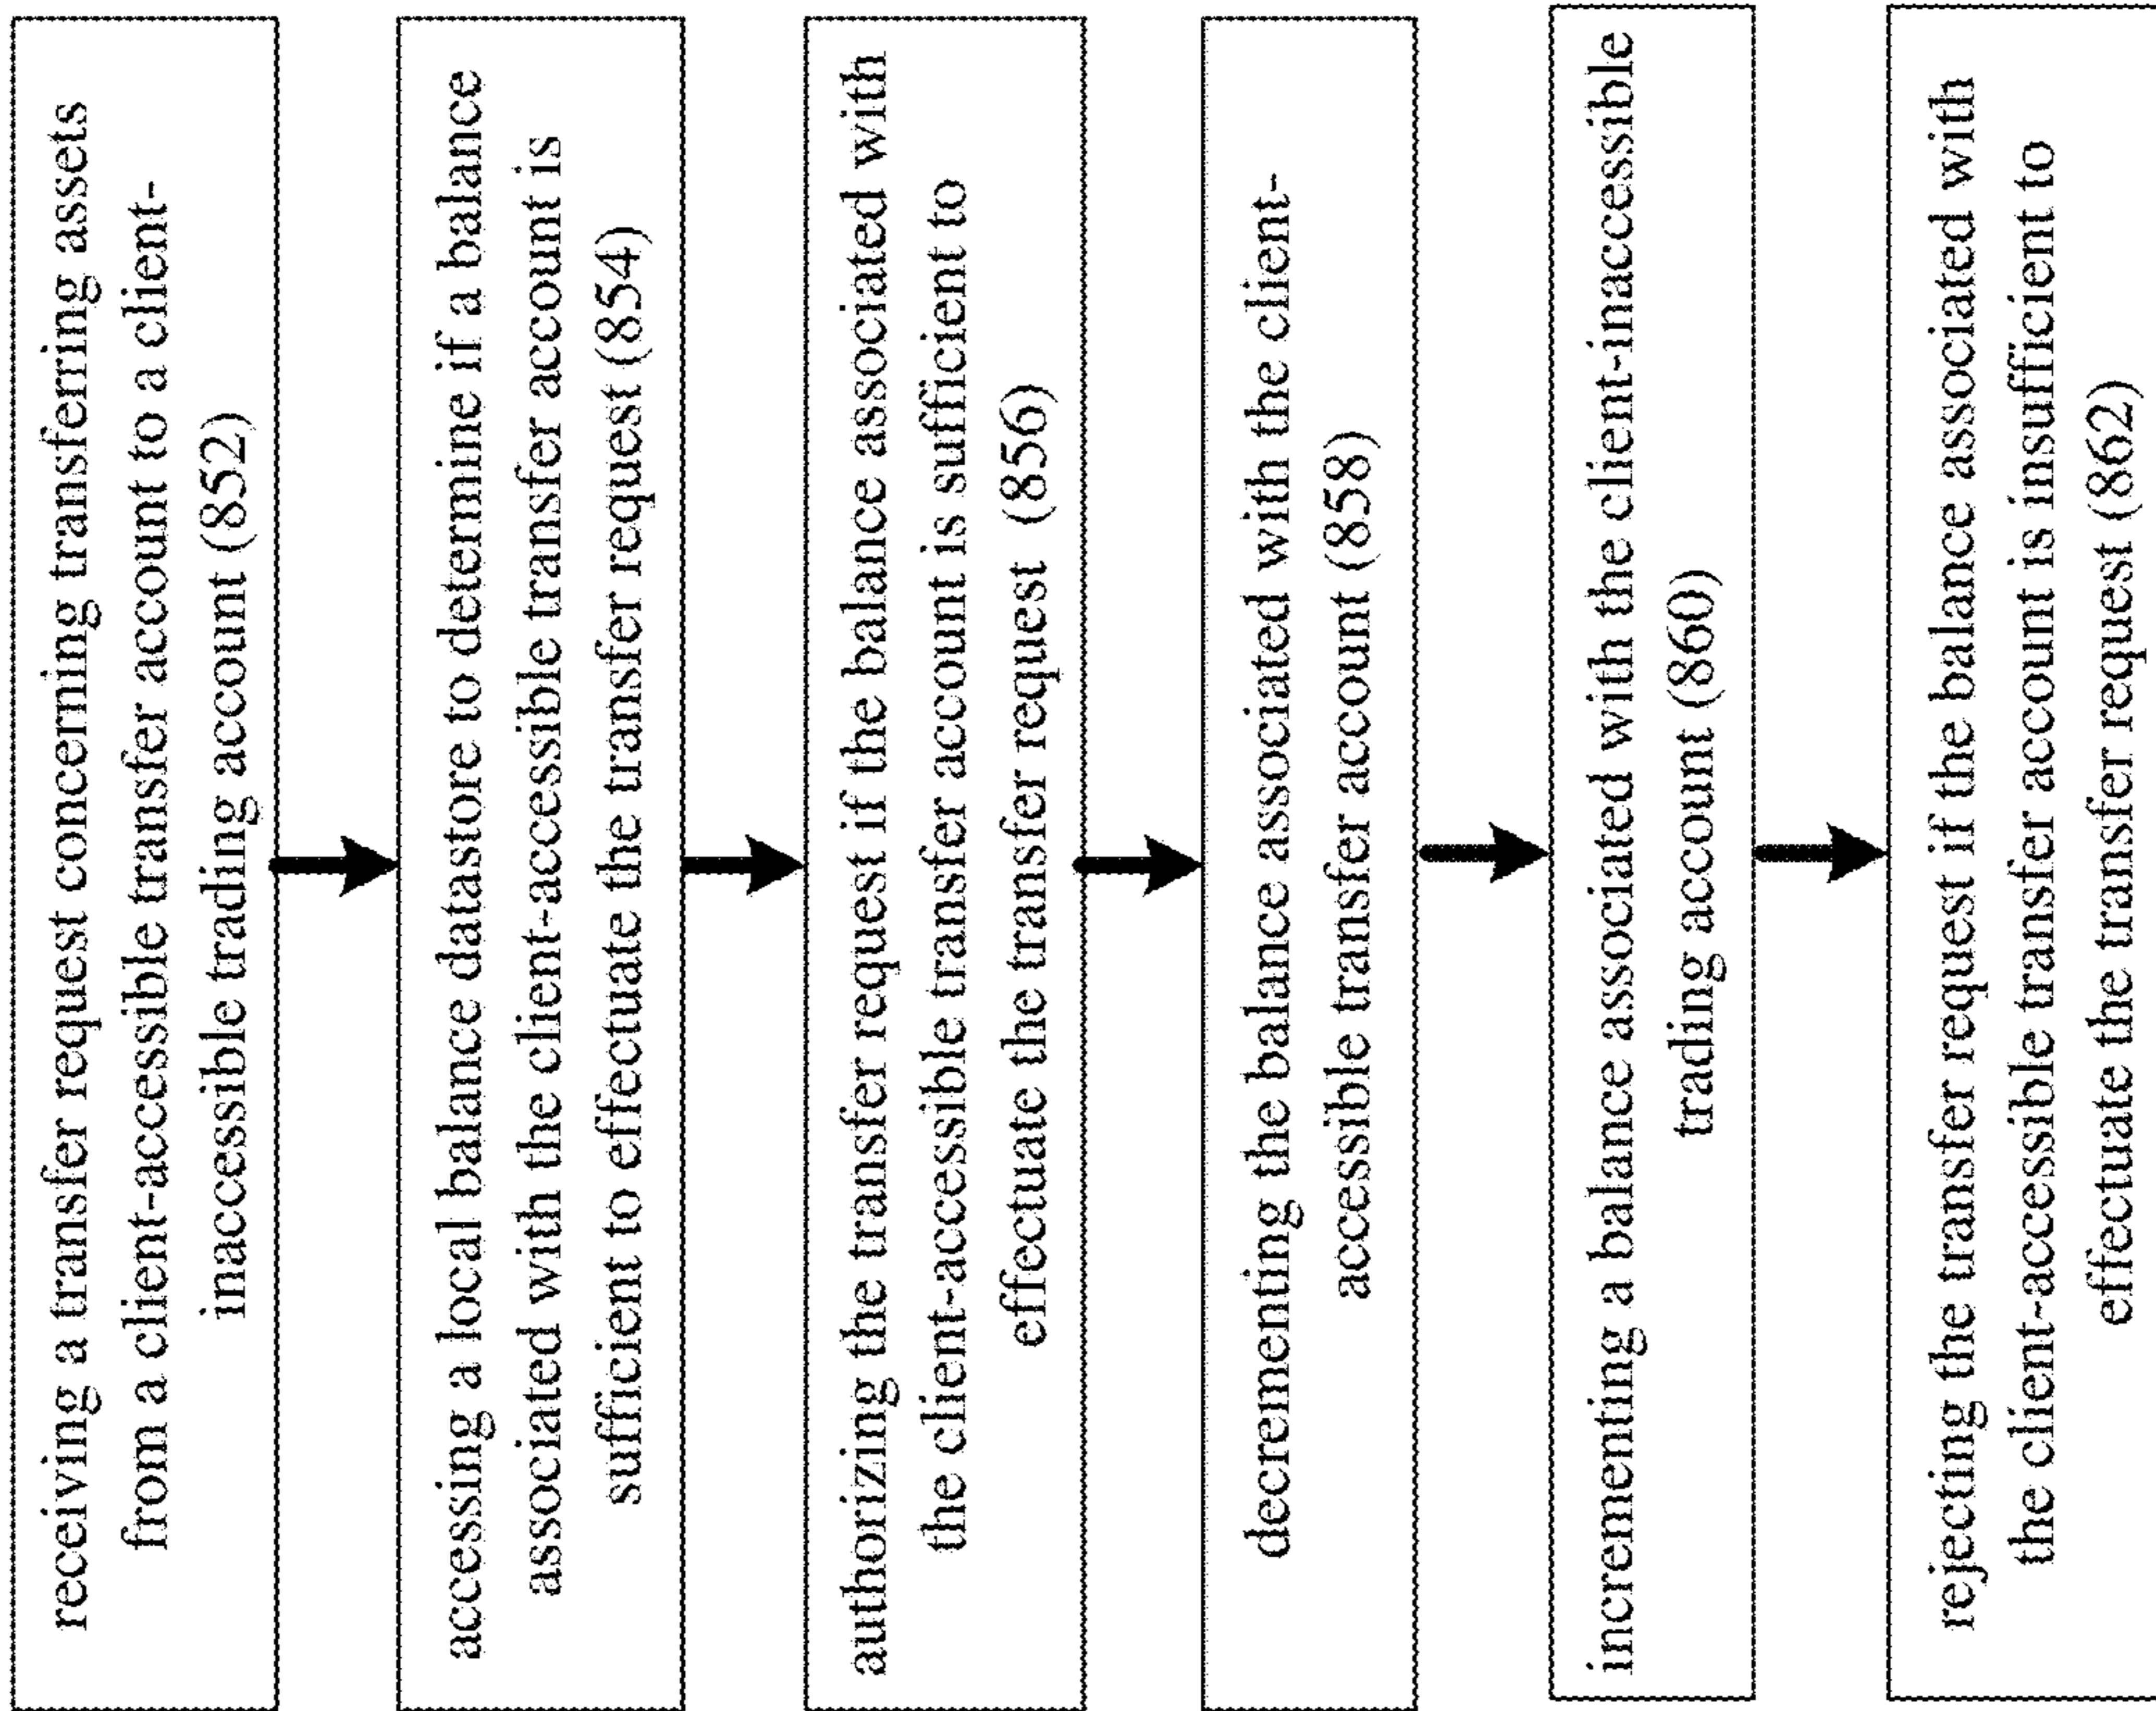 receiving a transfer request concerning transferring assets
from a client-accessible transfer account to a client-
inaccessible trading account (852)
accessing a local balance datastore to determine if a balance
associated with the client-accessible transfer account is
sufficient to effectuate the transfer request (854)
authorizing the transfer request if the balance associated with
the client-accessible transfer account is sufficient to
effectuate the transfer request (856)
decrementing the balance associated with the client-
accessible transfer account (858)
incrementing a balance associated with the client-inaccessible
trading account (860)
rejecting the transfer request if the balance associated with
the client-accessible transfer account is insufficient to
effectuate the transfer request (862)